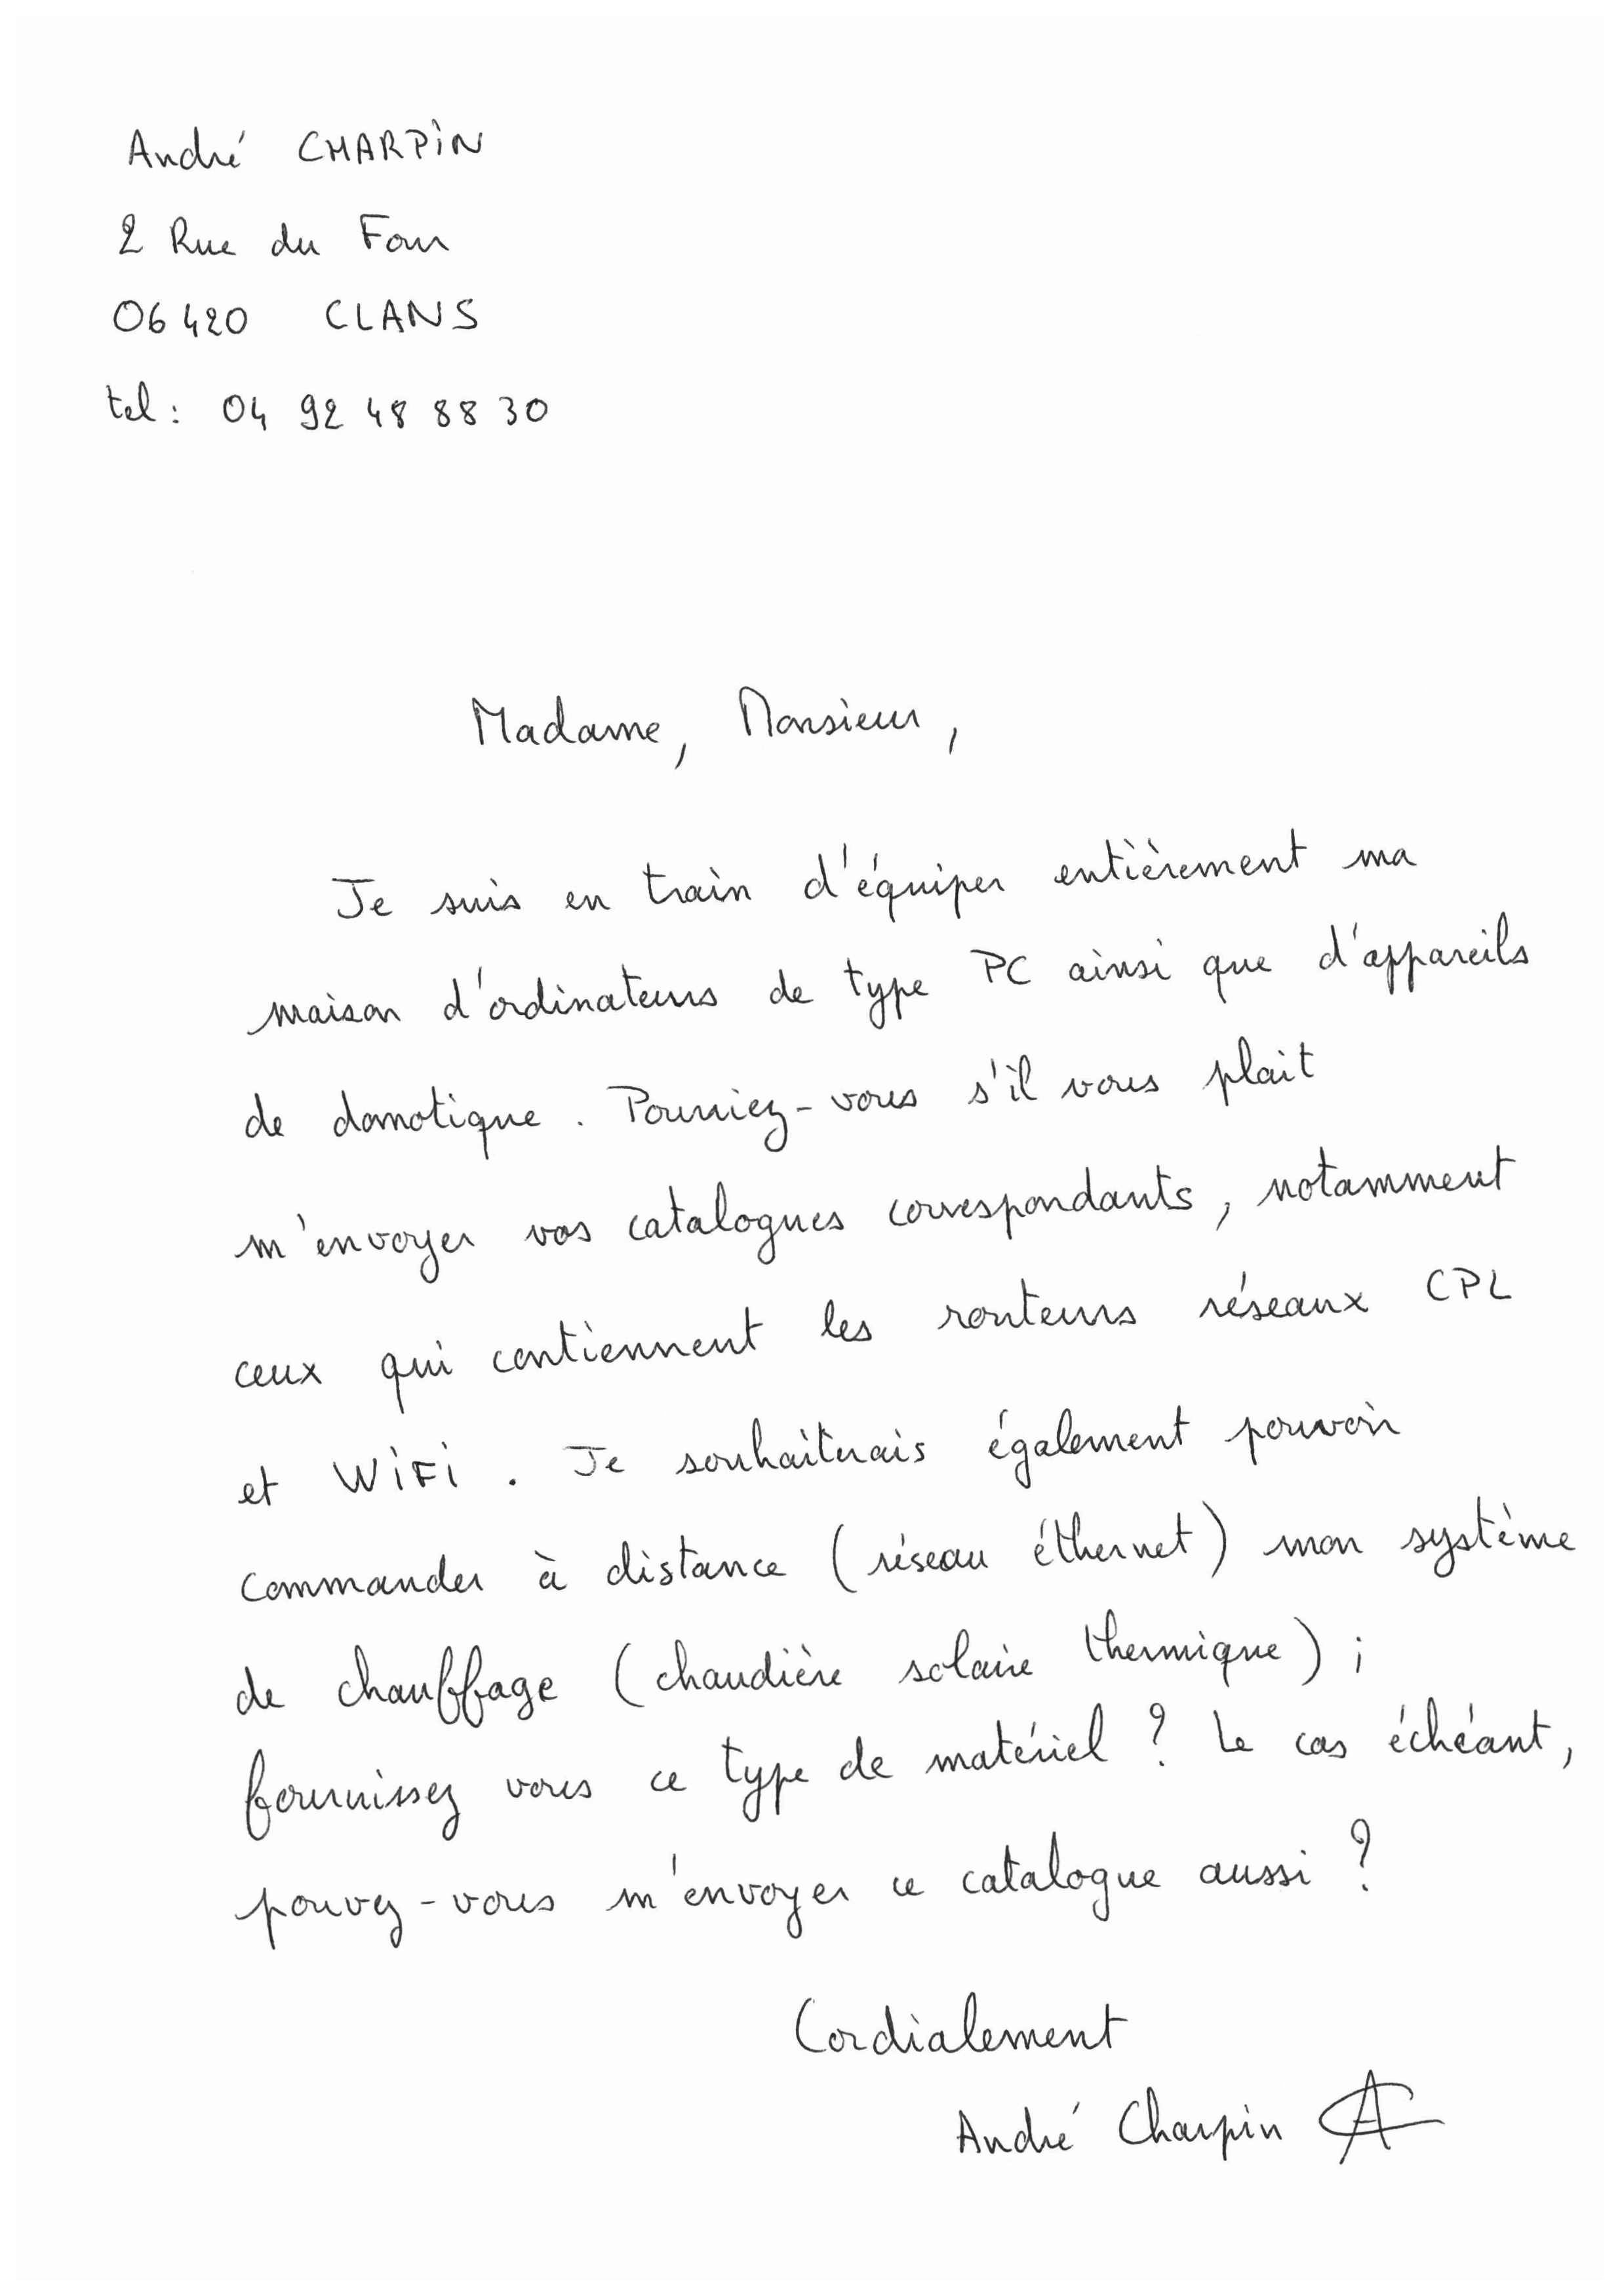 André CHARPIN
2 Rue du Four
06420 CLANS
tel : 04 92 48 88 30
Madame, Monsieur,
Je suis en train d'équiper entièrement ma
maison d'ordinateurs de type PC ainsi que d'appareils
de domotique. Pourriez-vous s'il vous plait
m'envoyer vos catalogues correspondants, notamment
ceux qui contiennent les routeurs réseaux CPL
et WiFi. Je souhaiterais également pouvoir
commander à distance (réseau éthernet) mon système
de chauffage (chaudière solaire thermique) ;
fournissez vous ce type de matériel ? Le cas échéant,
pouvez-vous m'envoyer ce catalogue aussi ?
Cordialement
André Charpin AC